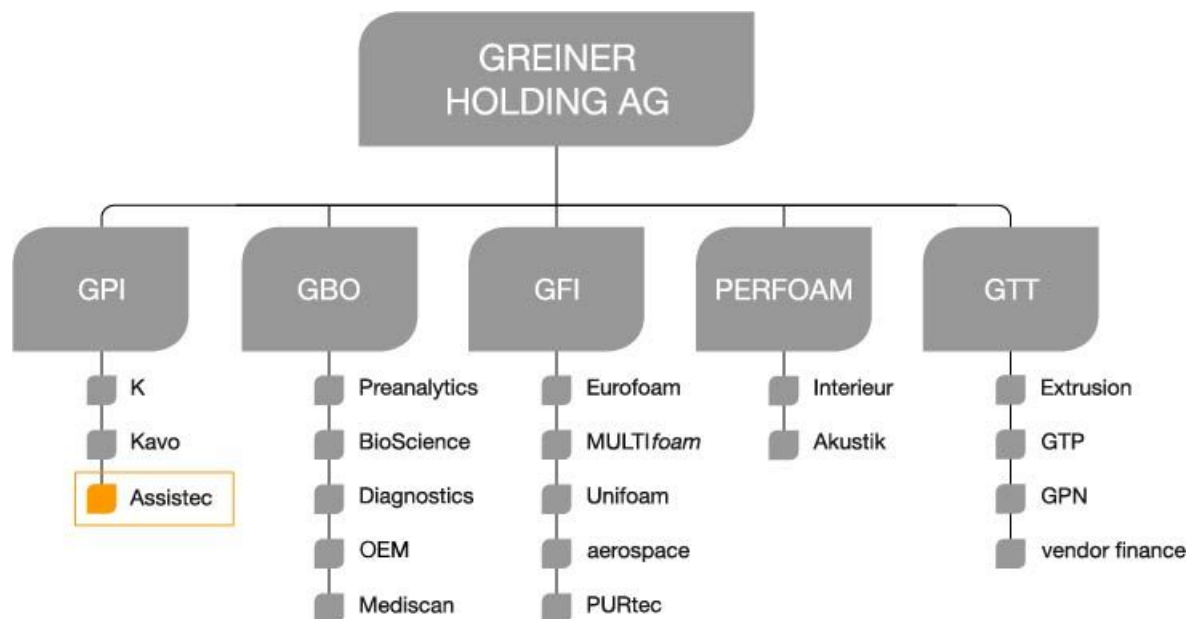 GREINER
HOLDING AG
GPI
GBO
GFI
PERFOAM
GTT
K
Kavo
Assistec
Preanalytics
BioScience
Diagnostics
OEM
Mediscan
Eurofoam
MULTIfoam
Unifoam
aerospace
PURtec
Interieur
Akustik
Extrusion
GTP
GPN
vendor finance